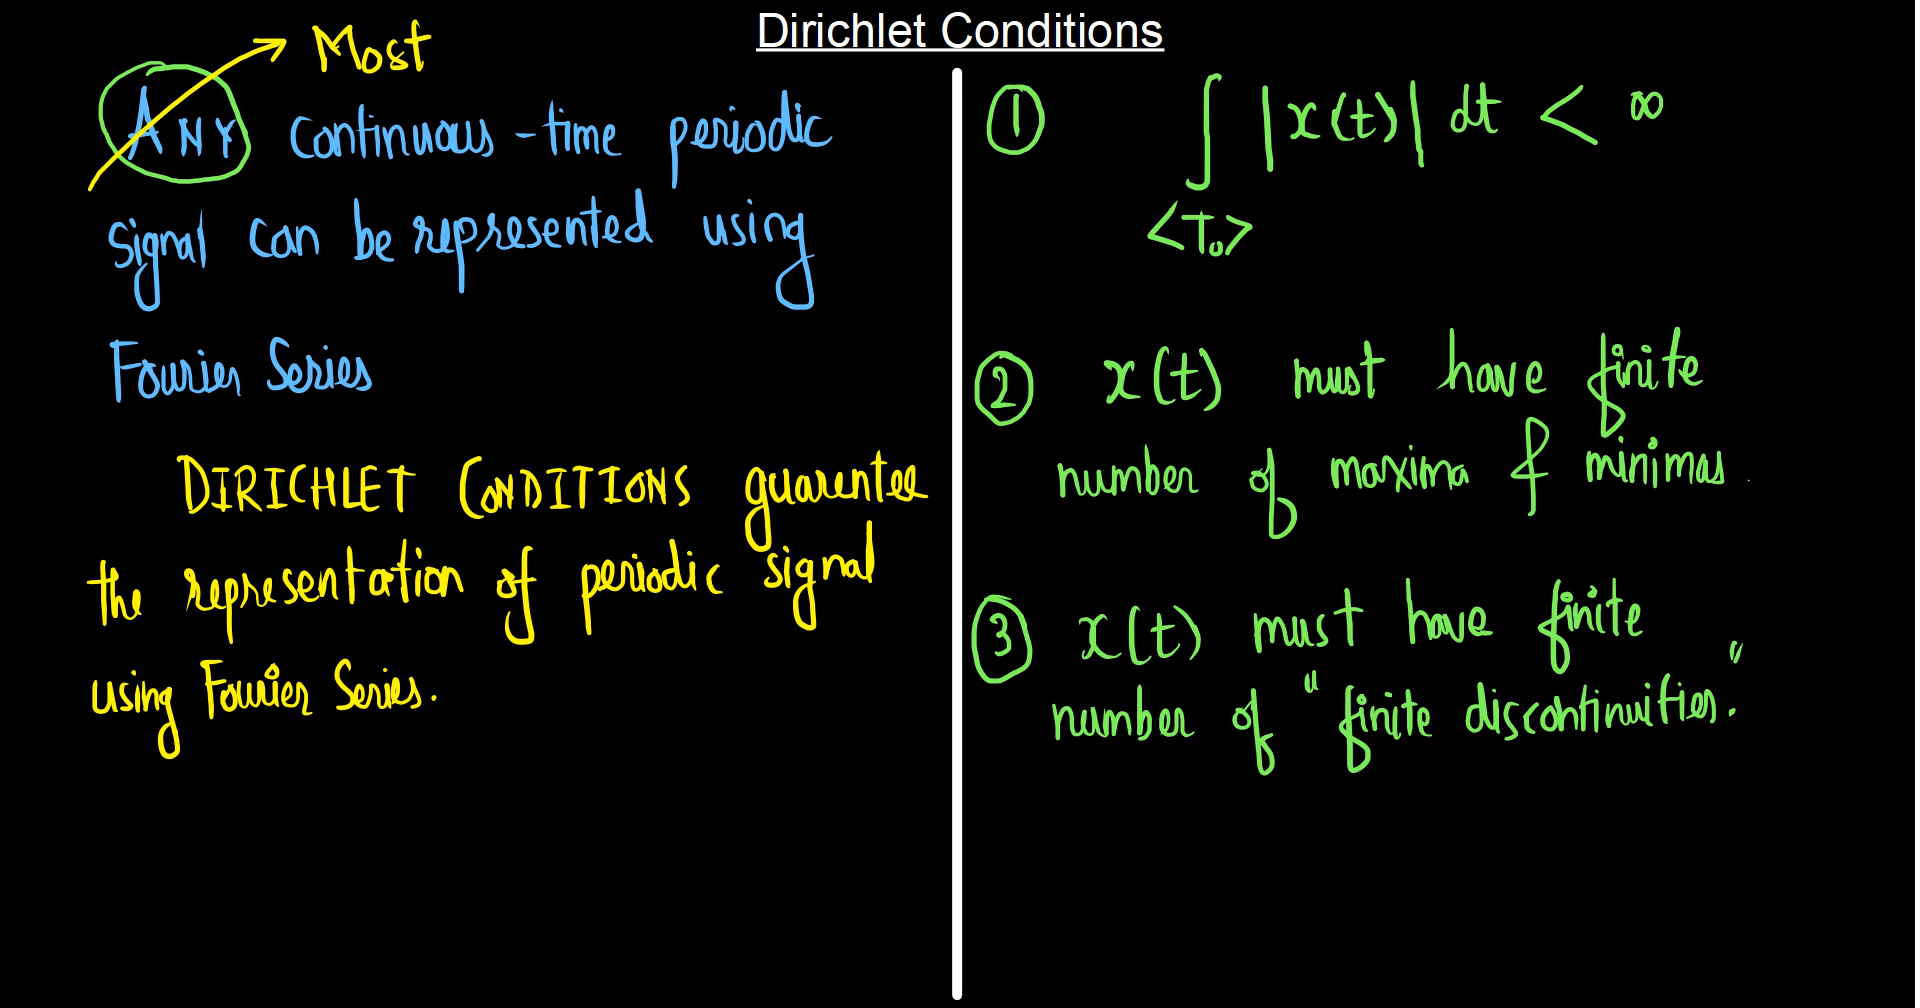 Dirichlet Conditions
Most
ANY Continuous-time periodic
signal can be represented using
Fourier Series
DIRICHLET CONDITIONS guarentee
the representation of periodic signal
using Fourier Series.
① ∫ |x(t)| dt < ∞
<T₀>
② x(t) must have finite
number of maxima & minimas.
③ x(t) must have finite
number of "finite discontinuities."